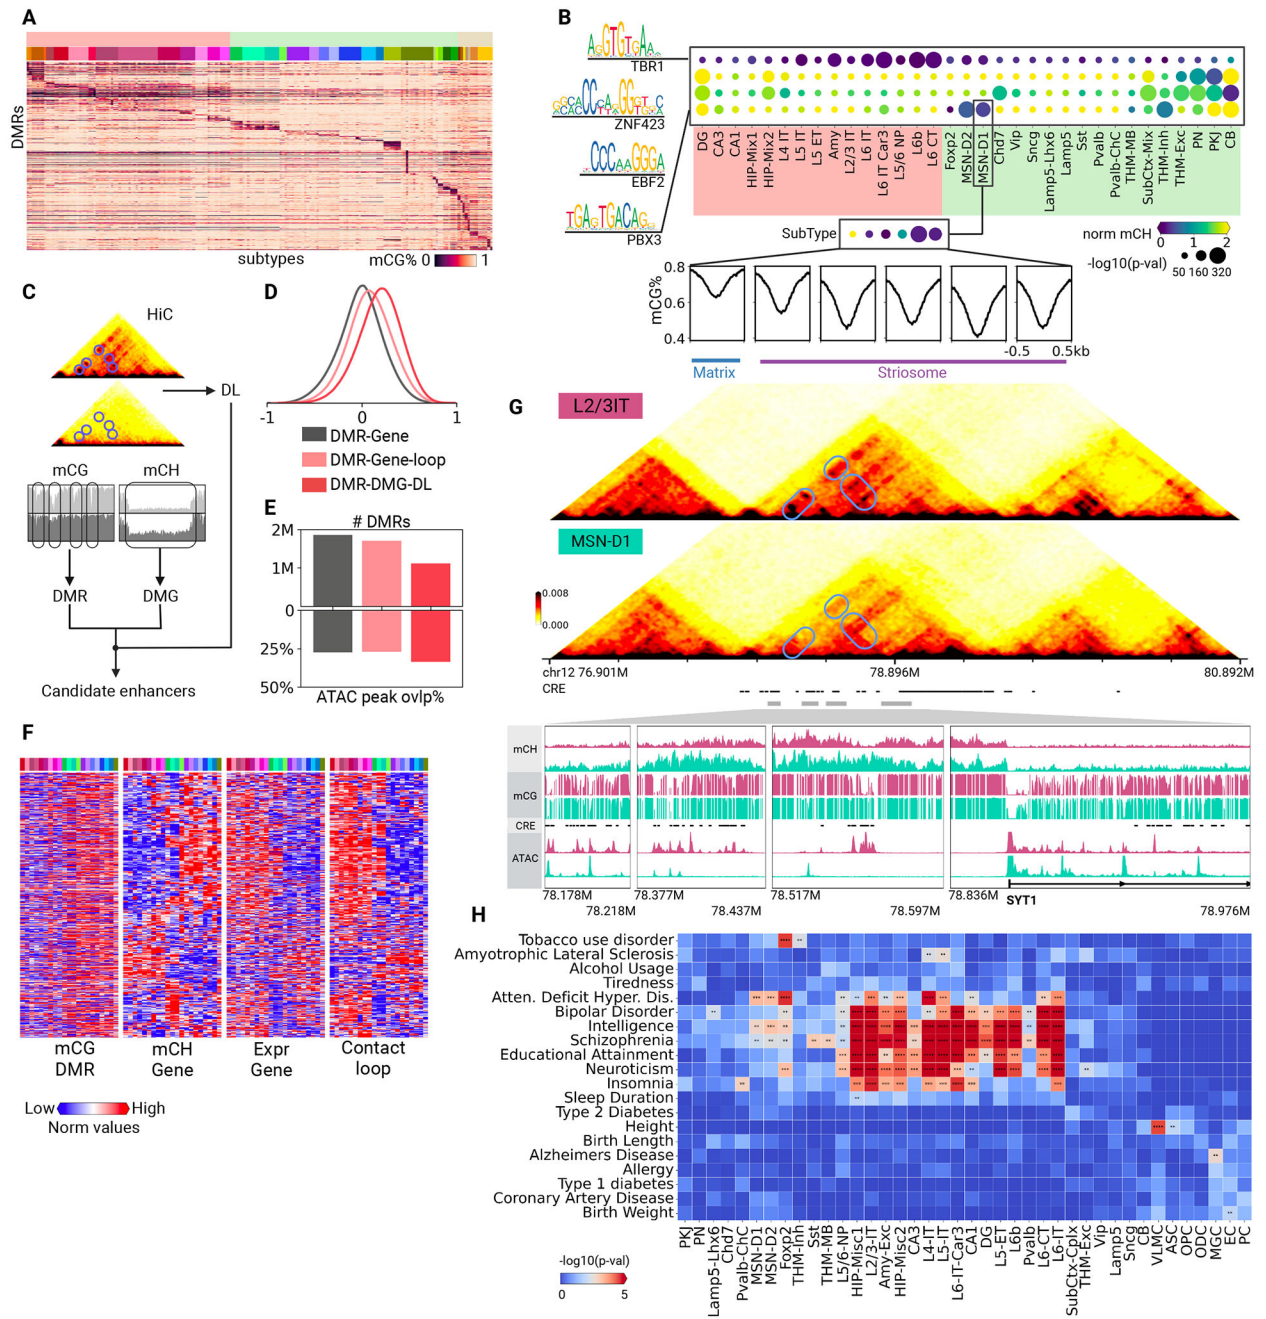 A
DMRs
subtypes
mCG% 0 1
B
TBR1
ZNF423
EBF2
PBX3
DG
CA3
CA1
HIP-Mix1
HIP-Mix2
L4 IT
L5 IT
L5 ET
Amy
L2/3 IT
L6 IT
L6 IT Car3
L5/6 NP
L6b
L6 CT
Foxp2
MSN-D2
MSN-D1
Chd7
Vip
Sncg
Lamp5-Lhx6
Lamp5
Sst
Pvalb
Pvalb-ChC
THM-MB
SubCtx-Mix
THM-Inh
THM-Exc
PN
PKJ
CB
SubType
norm mCH
0 1 2
-log10(p-val)
50 160 320
mCG%
0.8
0.6
0.4
-0.5 0.5kb
Matrix
Striosome
C
HiC
DL
mCG mCH
DMR DMG
Candidate enhancers
D
-1 0 1
DMR-Gene
DMR-Gene-loop
DMR-DMG-DL
E
# DMRs
2M
1M
0
25%
50%
ATAC peak ovlp%
F
mCG DMR
mCH Gene
Expr Gene
Contact loop
Low High
Norm values
G
L2/3IT
MSN-D1
0.008
0.000
chr12 76.901M 78.896M 80.892M
CRE
mCH
mCG
CRE
ATAC
78.178M 78.377M 78.517M 78.836M
SYT1
78.218M 78.437M 78.597M 78.976M
H
Tobacco use disorder
Amyotrophic Lateral Sclerosis
Alcohol Usage
Tiredness
Atten. Deficit Hyper. Dis.
Bipolar Disorder
Intelligence
Schizophrenia
Educational Attainment
Neuroticism
Insomnia
Sleep Duration
Type 2 Diabetes
Height
Birth Length
Alzheimers Disease
Allergy
Type 1 diabetes
Coronary Artery Disease
Birth Weight
PKJ
PN
Lamp5-Lhx6
Chd7
Pvalb-ChC
MSN-D1
MSN-D2
Foxp2
THM-Inh
Sst
THM-MB
L5/6-NP
HIP-Misc1
L2/3-IT
Amy-Exc
HIP-Misc2
CA3
L4-IT
L5-IT
L6-IT-Car3
CA1
DG
L5-ET
L6b
Pvalb
L6-CT
L6-IT
SubCtx-Cplx
THM-Exc
Vip
Lamp5
Sncg
CB
VLMC
ASC
OPC
ODC
MGC
EC
PC
-log10(p-val)
0 5